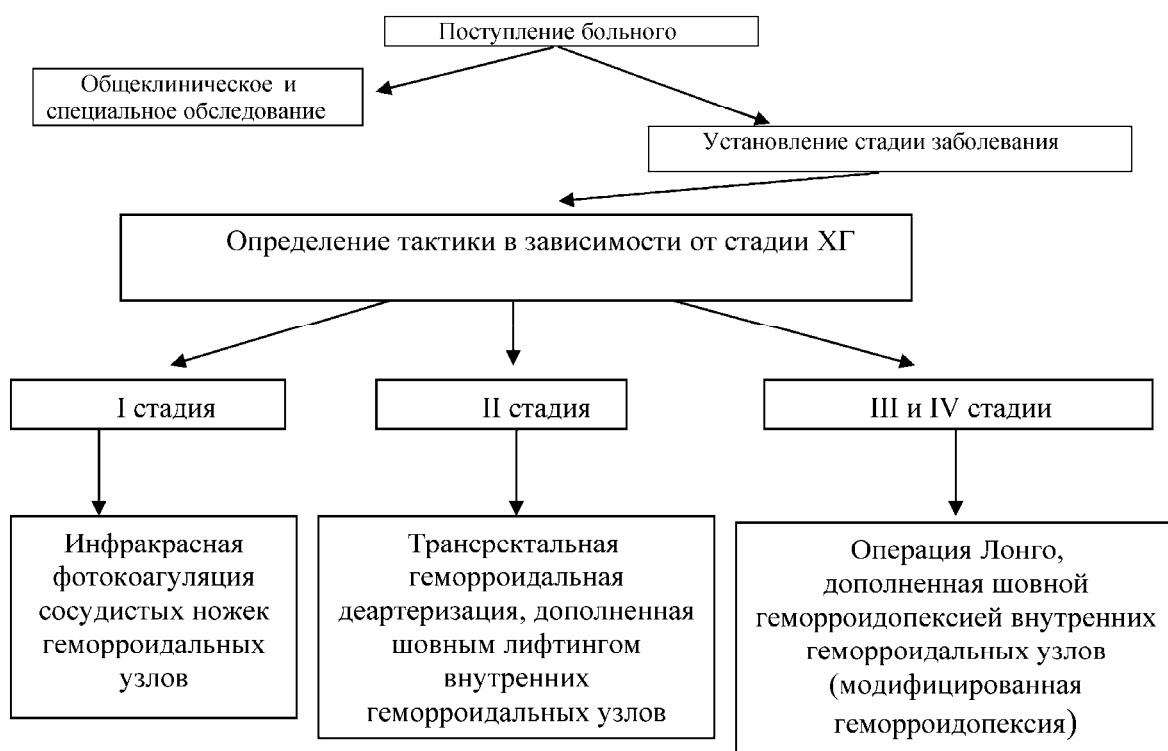 Поступление больного
Общеклиническое и
специальное обследование
Установление стадии заболевания
Определение тактики в зависимости от стадии ХГ
I стадия
II стадия
III и IV стадии
Инфракрасная
фотокоагуляция
сосудистых ножек
геморроидальных
узлов
Трансрсктальная
геморроидальная
деартеризация, дополненная
шовным лифтингом
внутренних
геморроидальных узлов
Операция Лонго,
дополненная шовной
геморроидопексией внутренних
геморроидальных узлов
(модифицированная
геморроидопексия)